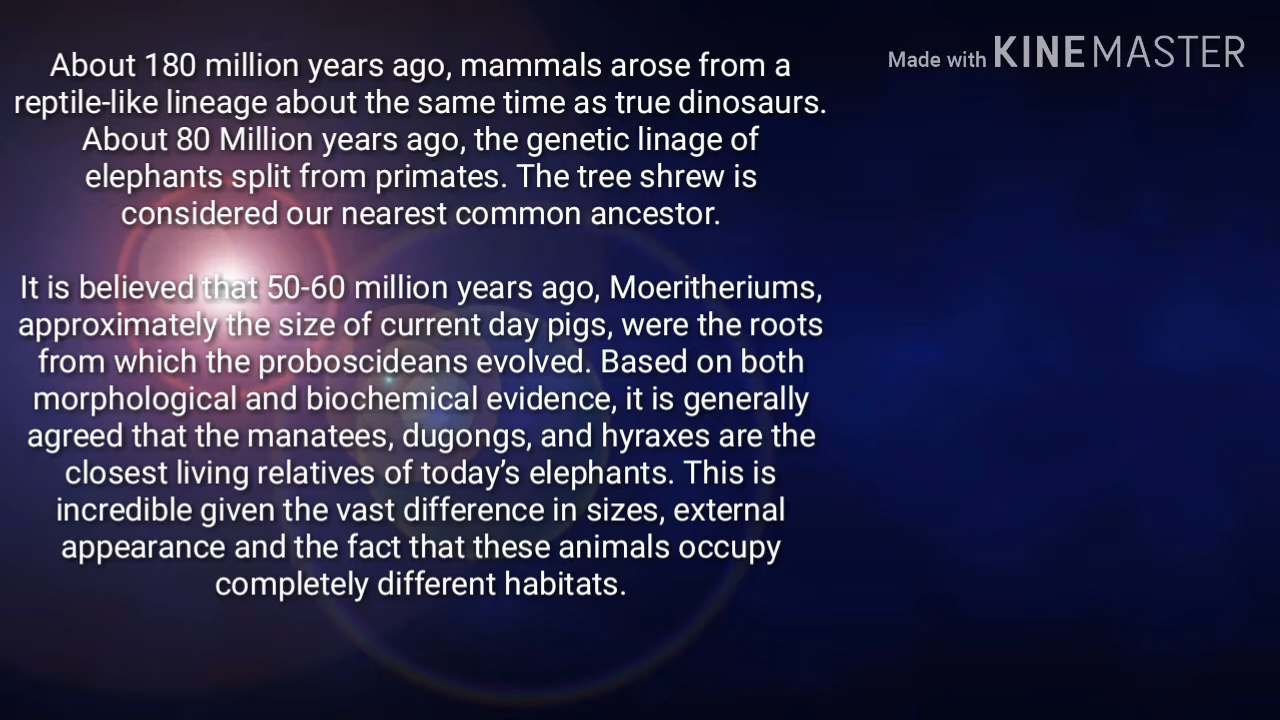 Made with KINEMASTER
About 180 million years ago, mammals arose from a
reptile-like lineage about the same time as true dinosaurs.
About 80 Million years ago, the genetic linage of
elephants split from primates. The tree shrew is
considered our nearest common ancestor.
It is believed that 50-60 million years ago, Moeritheriums,
approximately the size of current day pigs, were the roots
from which the proboscideans evolved. Based on both
morphological and biochemical evidence, it is generally
agreed that the manatees, dugongs, and hyraxes are the
closest living relatives of today’s elephants. This is
incredible given the vast difference in sizes, external
appearance and the fact that these animals occupy
completely different habitats.